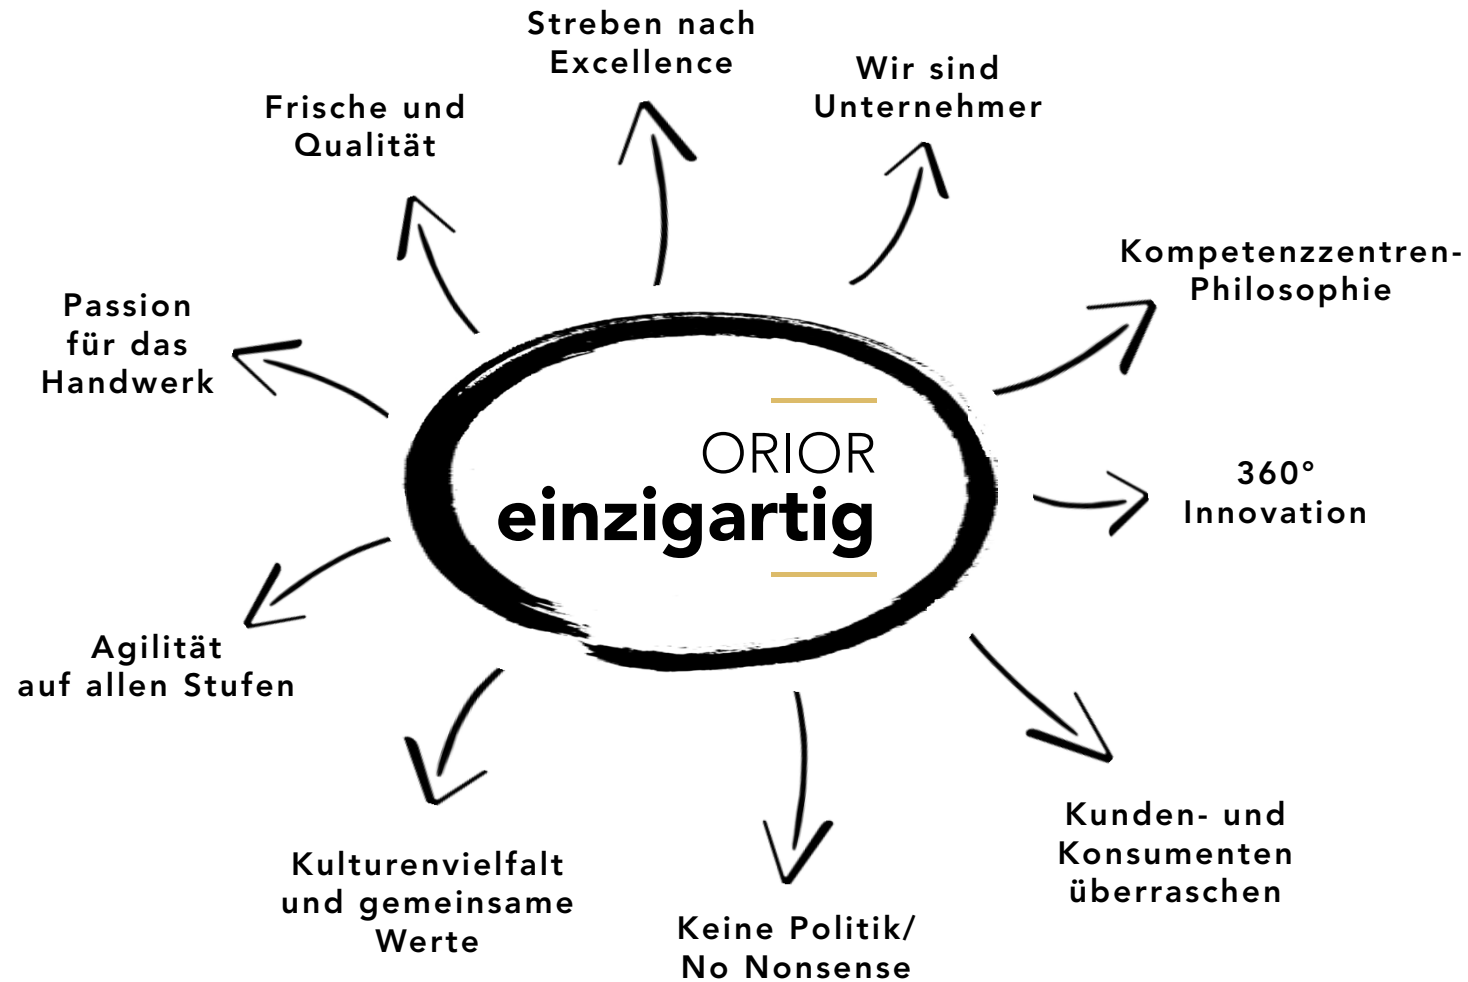 Streben nach
Excellence
Wir sind
Unternehmer
Frische und
Qualität
Kompetenzzentren-
Philosophie
Passion
für das
Handwerk
ORIOR
einzigartig
360°
Innovation
Agilität
auf allen Stufen
Kunden- und
Konsumenten
überraschen
Kulturenvielfalt
und gemeinsame
Werte
Keine Politik/
No Nonsense